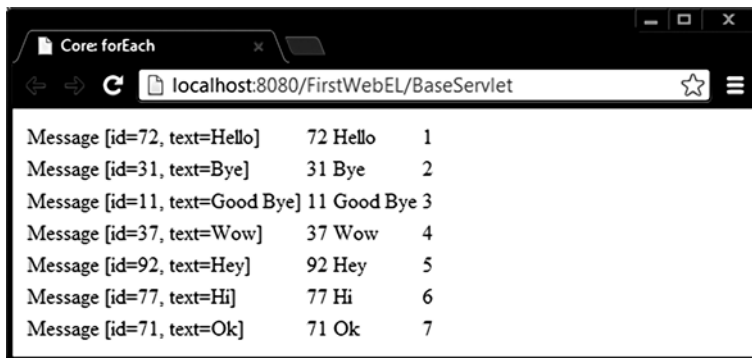 Core: forEach
localhost:8080/FirstWebEL/BaseServlet
Message [id=72, text=Hello] 72 Hello 1
Message [id=31, text=Bye] 31 Bye 2
Message [id=11, text=Good Bye] 11 Good Bye 3
Message [id=37, text=Wow] 37 Wow 4
Message [id=92, text=Hey] 92 Hey 5
Message [id=77, text=Hi] 77 Hi 6
Message [id=71, text=Ok] 71 Ok 7